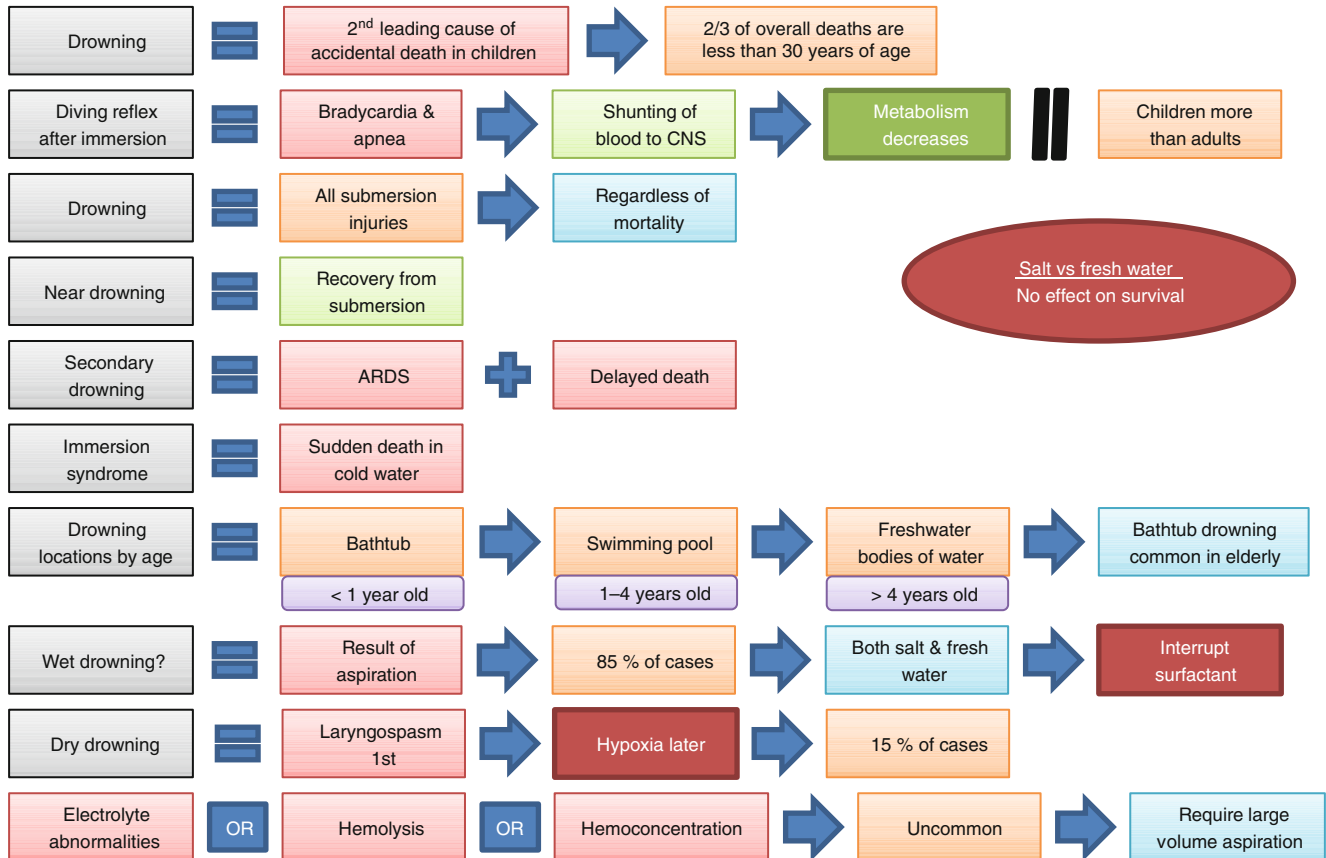 Drowning
2nd leading cause of
accidental death in children
2/3 of overall deaths are
less than 30 years of age
Diving reflex
after immersion
Bradycardia &
apnea
Shunting of
blood to CNS
Metabolism
decreases
Children more
than adults
Drowning
All submersion
injuries
Regardless of
mortality
Salt vs fresh water
No effect on survival
Near drowning
Recovery from
submersion
Secondary
drowning
ARDS
Delayed death
Immersion
syndrome
Sudden death in
cold water
Drowning
locations by age
Bathtub
< 1 year old
Swimming pool
1–4 years old
Freshwater
bodies of water
> 4 years old
Bathtub drowning
common in elderly
Wet drowning?
Result of
aspiration
85 % of cases
Both salt & fresh
water
Interrupt
surfactant
Dry drowning
Laryngospasm
1st
Hypoxia later
15 % of cases
Electrolyte
abnormalities
OR
Hemolysis
OR
Hemoconcentration
Uncommon
Require large
volume aspiration